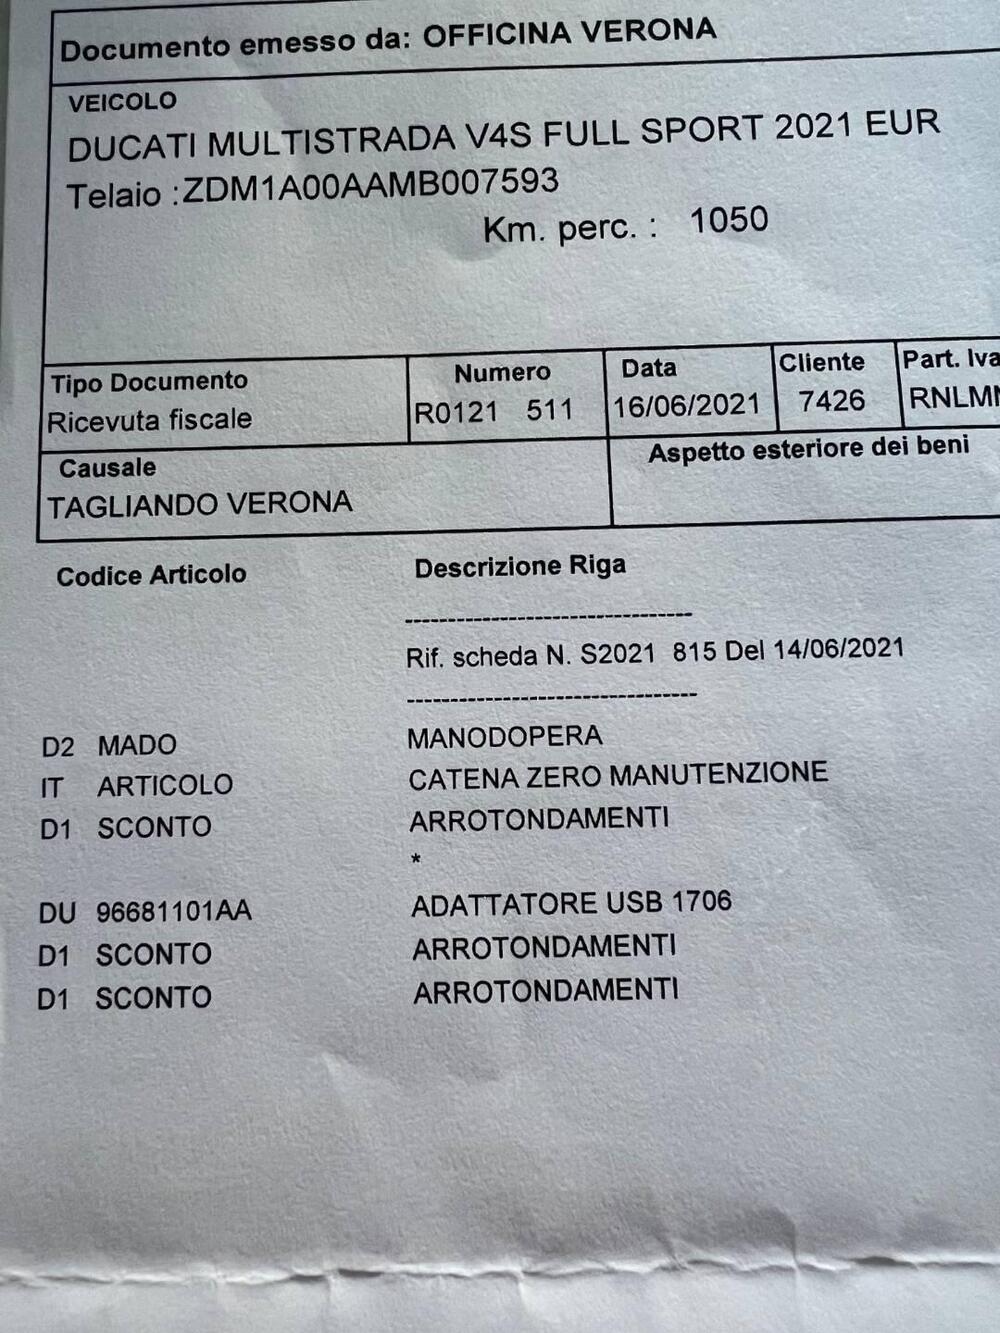 Documento emesso da: OFFICINA VERONA
VEICOLO
DUCATI MULTISTRADA V4S FULL SPORT 2021 EUR
Telaio :ZDM1A00AAMB007593
Km. perc. : 1050
Tipo Documento Numero Data Cliente Part. Iva
Ricevuta fiscale R0121 511 16/06/2021 7426 RNLMN
Causale Aspetto esteriore dei beni
TAGLIANDO VERONA
Codice Articolo Descrizione Riga
---------------------------------
Rif. scheda N. S2021 815 Del 14/06/2021
---------------------------------
D2 MADO MANODOPERA
IT ARTICOLO CATENA ZERO MANUTENZIONE
D1 SCONTO ARROTONDAMENTI
*
DU 96681101AA ADATTATORE USB 1706
D1 SCONTO ARROTONDAMENTI
D1 SCONTO ARROTONDAMENTI